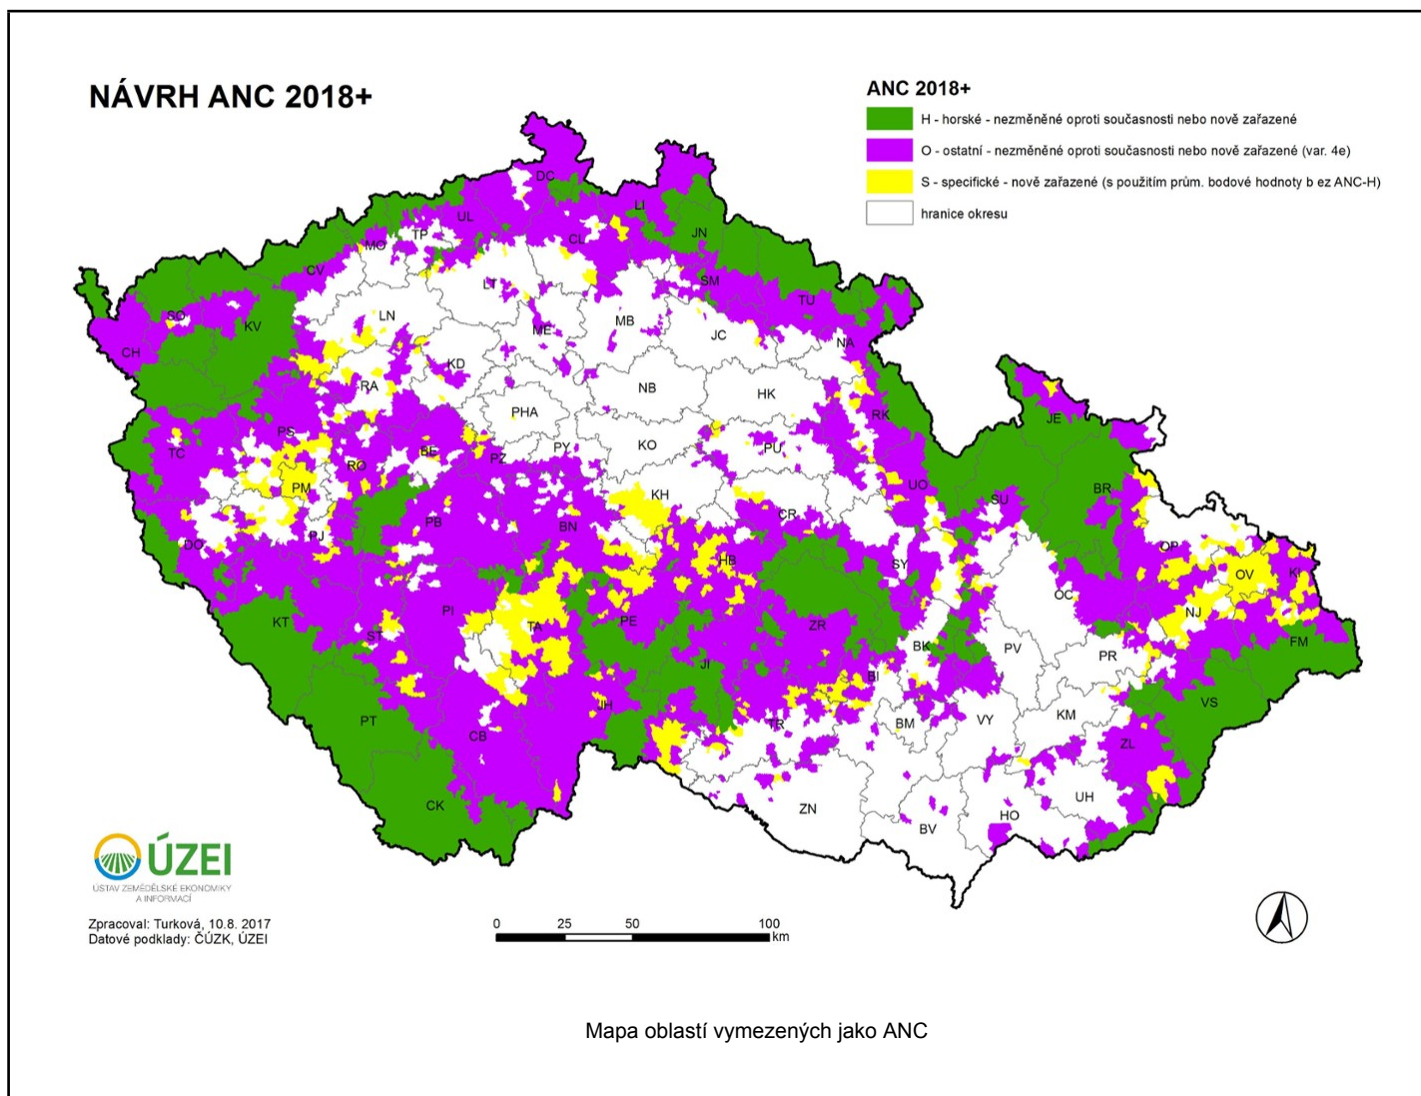 NÁVRH ANC 2018+
ANC 2018+
H - horské - nezměněné oproti současnosti nebo nově zařazené
O - ostatní - nezměněné oproti současnosti nebo nově zařazené (var. 4e)
S - specifické - nově zařazené (s použitím prům. bodové hodnoty b ez ANC-H)
hranice okresu
DC
LI
UL
TP
CL
JN
MO
CV
SM
LT
TU
SO
KV
LN
ME
MB
JC
NA
CH
KD
RA
NB
HK
PHA
RK
JE
PS
TC
RO
BE
PZ
PY
KO
PU
PM
KH
UO
SU
BR
PB
BN
CR
DO
PJ
OP
HB
SY
OV
KI
OC
NJ
KT
ST
PI
TA
PE
ZR
BK
PV
PR
FM
JI
BI
PT
CB
JH
TR
BM
VY
KM
VS
ZL
CK
ZN
BV
HO
UH
ÚZEI
ÚSTAV ZEMĚDĚLSKÉ EKONOMIKY
A INFORMACÍ
Zpracoval: Turková, 10.8. 2017
Datové podklady: ČÚZK, ÚZEI
0 25 50 100
km
Mapa oblastí vymezených jako ANC